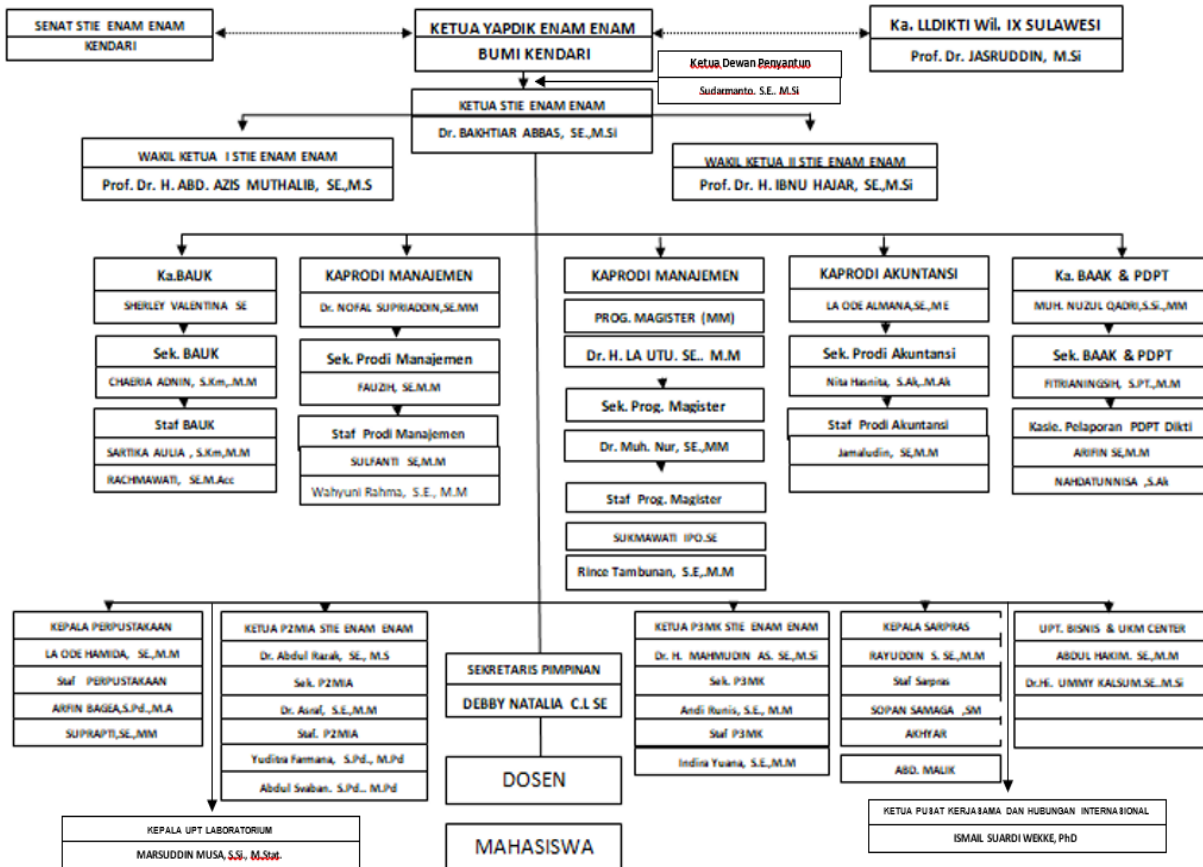 SENAT STIE ENAM ENAM
KENDARI
KETUA YAPDIK ENAM ENAM
BUMI KENDARI
Ka. LLDIKTI Wil. IX SULAWESI
Prof. Dr. JASRUDDIN, M.Si
Ketua Dewan Penyantun
Sudarmanto. S.E.. M.Si
KETUA STIE ENAM ENAM
Dr. BAKHTIAR ABBAS, SE.,M.Si
WAKIL KETUA I STIE ENAM ENAM
Prof. Dr. H. ABD. AZIS MUTHALIB, SE.,M.S
WAKIL KETUA II STIE ENAM ENAM
Prof. Dr. H. IBNU HAJAR, SE.,M.Si
Ka.BAUK
SHERLEY VALENTINA SE
Sek. BAUK
CHAERIA ADNIN, S.Km,.M.M
Staf BAUK
SARTIKA AULIA , S.Km,M.M
RACHMAWATI, SE.M.Acc
KAPRODI MANAJEMEN
Dr. NOFAL SUPRIADDIN,SE.MM
Sek. Prodi Manajemen
FAUZIH, SE.M.M
Staf Prodi Manajemen
SULFANTI SE,M.M
Wahyuni Rahma, S.E., M.M
KAPRODI MANAJEMEN
PROG. MAGISTER (MM)
Dr. H. LA UTU. SE.. M.M
Sek. Prog. Magister
Dr. Muh. Nur, SE.,MM
Staf Prog. Magister
SUKMAWATI IPO.SE
Rince Tambunan, S.E,.M.M
KAPRODI AKUNTANSI
LA ODE ALMANA,SE.,M E
Sek. Prodi Akuntansi
Nita Hasnita, S.Ak,.M.Ak
Staf Prodi Akuntansi
Jamaludin, SE,M.M
Ka. BAAK & PDPT
MUH. NUZUL QADRI,S.Si.,MM
Sek. BAAK & PDPT
FITRIANINGSIH, S.PT.,M.M
Kasie. Pelaporan PDPT Dikti
ARIFIN SE,M.M
NAHDATUNNISA ,S.Ak
KEPALA PERPUSTAKAAN
LA ODE HAMIDA, SE.,M.M
Staf PERPUSTAKAAN
ARFIN BAGEA,S.Pd.,M.A
SUPRAPTI,SE.,MM
KETUA P2MIA STIE ENAM ENAM
Dr. Abdul Razak, SE., M.S
Sek. P2MIA
Dr. Asraf, S.E.,M.M
Staf. P2MIA
Yuditra Farmana, S.Pd., M.Pd
Abdul Syaban. S.Pd.. M.Pd
SEKRETARIS PIMPINAN
DEBBY NATALIA C.L SE
DOSEN
MAHASISWA
KETUA P3MK STIE ENAM ENAM
Dr. H. MAHMUDIN AS. SE.,M.Si
Sek. P3MK
Andi Runis, S.E., M.M
Staf P3MK
Indira Yuana, S.E.,M.M
KEPALA SARPRAS
RAYUDDIN S. SE.,M.M
Staf Sarpras
SOPAN SAMAGA ,SM
AKHYAR
ABD. MALIK
UPT. BISNIS & UKM CENTER
ABDUL HAKIM. SE.,M.M
Dr.Hi. UMMY KALSUM.SE..M.Si
KEPALA UPT LABORATORIUM
MARSUDDIN MUSA, S.Si., M.Stat.
KETUA PUSAT KERJASAMA DAN HUBUNGAN INTERNASIONAL
ISMAIL SUARDI WEKKE, PhD